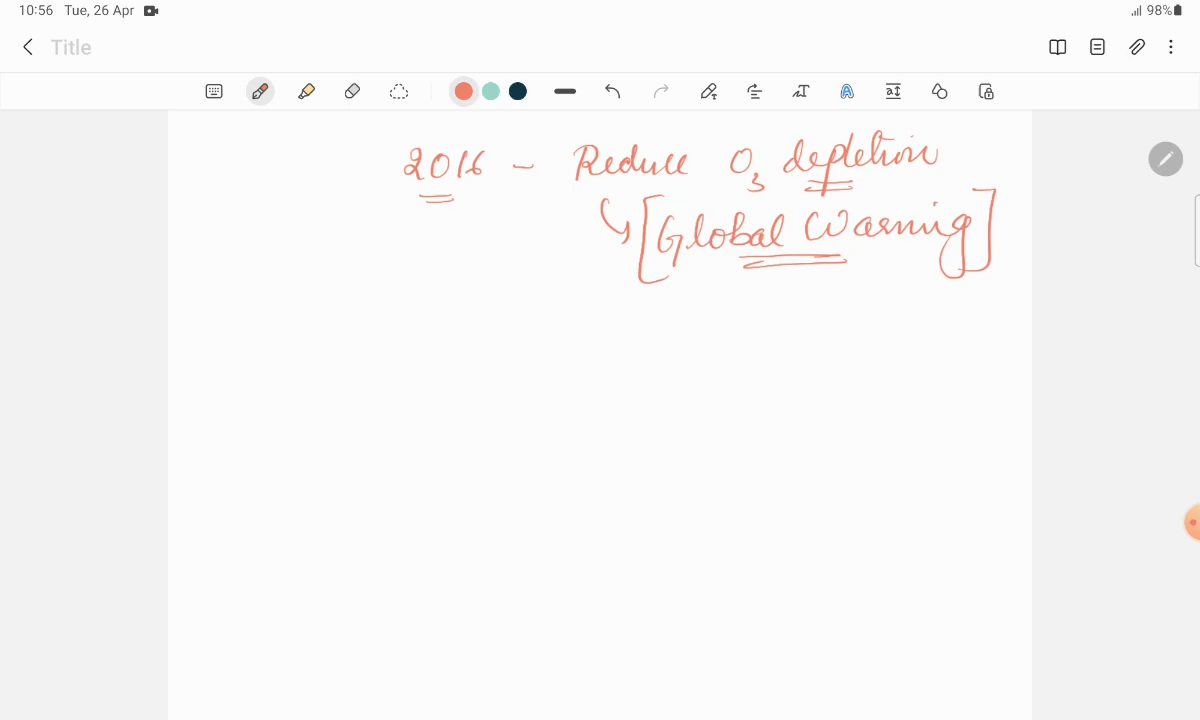 10:56 Tue, 26 Apr 98%
Title
2016 - Reduce O3 depletion
↳ [Global Warming]